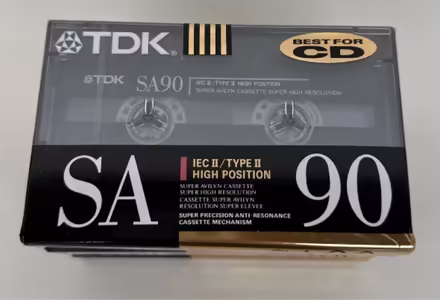 TDK®
BEST FOR
CD
TDK SA90 IEC II/TYPE II HIGH POSITION
SUPER AVILYN CASSETTE SUPER HIGH RESOLUTION
SA
IEC II/TYPE II
HIGH POSITION
SUPER AVILYN CASSETTE
SUPER HIGH RESOLUTION
CASSETTE SUPER AVILYN
RESOLUTION SUPER ELEVEE
SUPER PRECISION ANTI-RESONANCE
CASSETTE MECHANISM
90